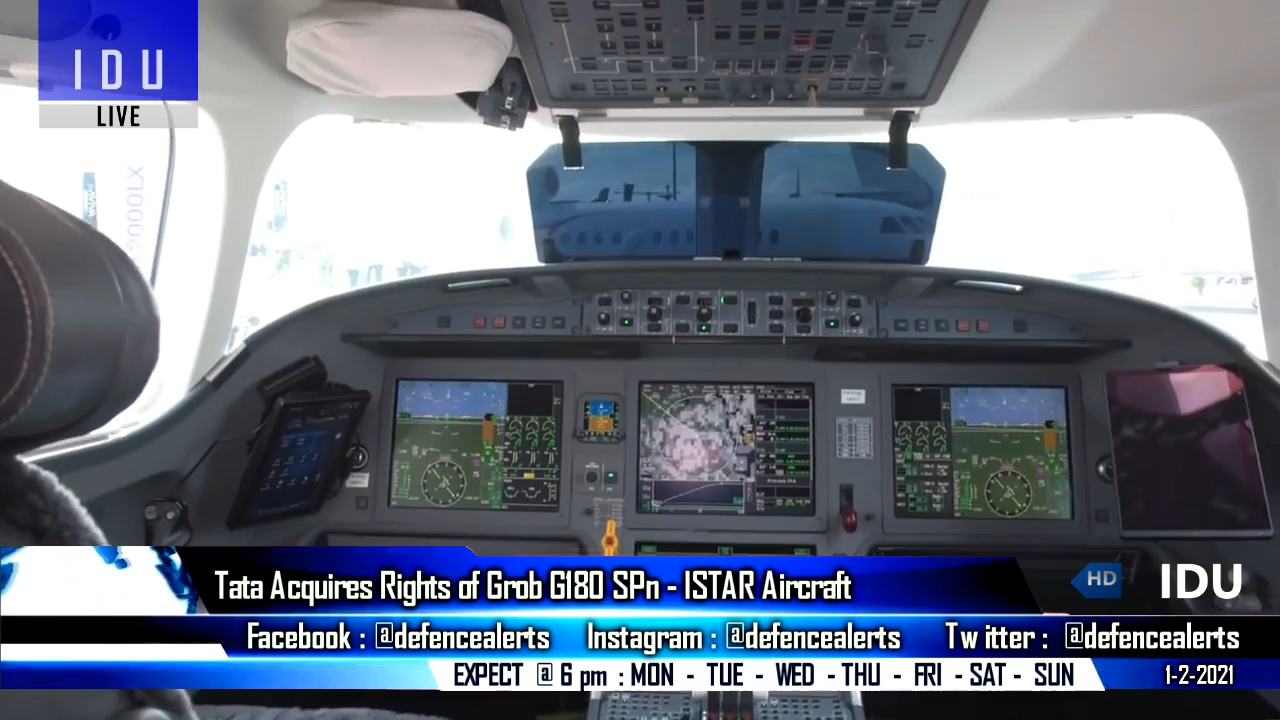 IDU
LIVE
000LX
Tata Acquires Rights of Grob G180 SPn - ISTAR Aircraft
HD
IDU
Facebook : @defencealerts Instagram : @defencealerts Tw itter : @defencealerts
EXPECT @ 6 pm : MON - TUE - WED - THU - FRI - SAT - SUN
1-2-2021